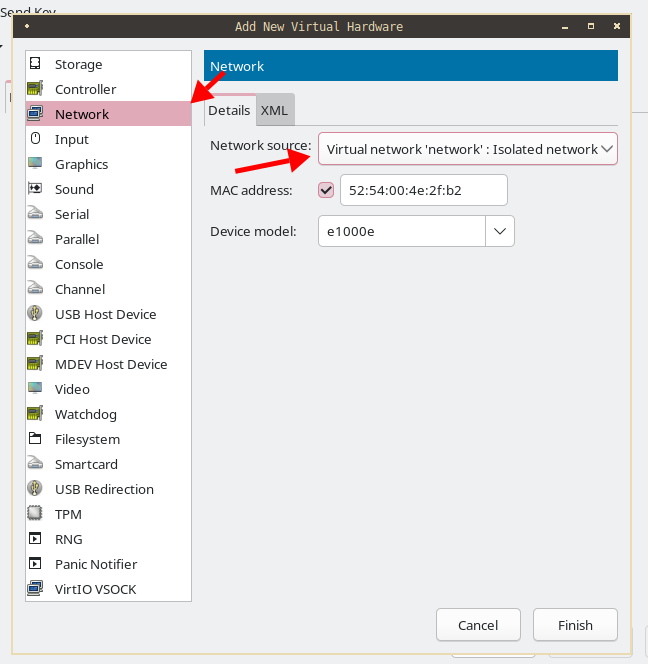 Send Key
Add New Virtual Hardware
Storage
Controller
Network
Input
Graphics
Sound
Serial
Parallel
Console
Channel
USB Host Device
PCI Host Device
MDEV Host Device
Video
Watchdog
Filesystem
Smartcard
USB Redirection
TPM
RNG
Panic Notifier
VirtIO VSOCK
Network
Details XML
Network source: Virtual network 'network' : Isolated network
MAC address: 52:54:00:4e:2f:b2
Device model: e1000e
Cancel Finish